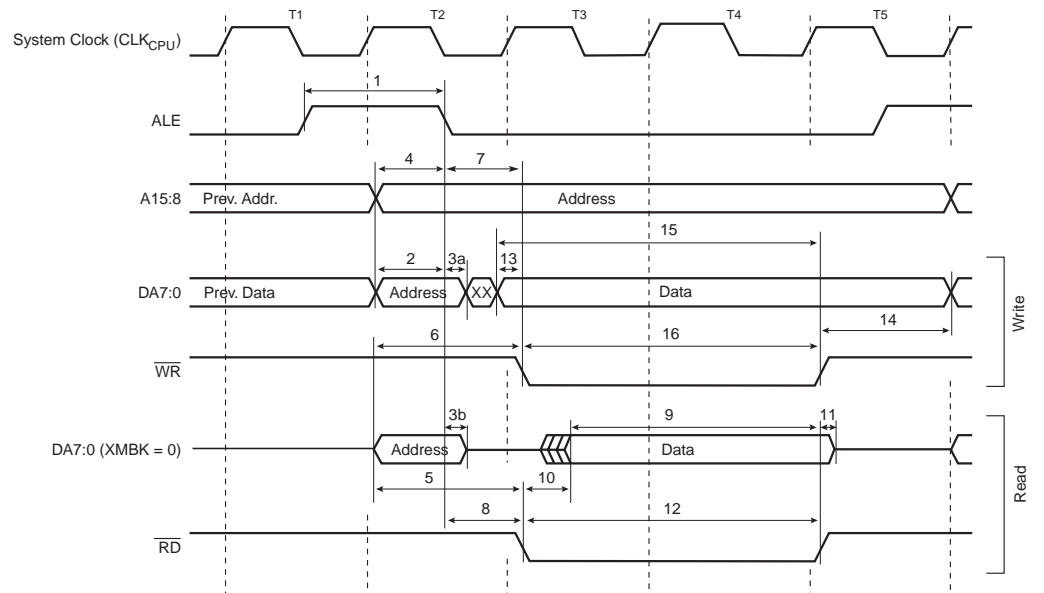 T1 T2 T3 T4 T5
System Clock (CLKCPU)
1
ALE
4 7
A15:8 Prev. Addr. Address
15
2 3a 13
DA7:0 Prev. Data Address XX Data
14
6 16
WR
Write
3b 9 11
DA7:0 (XMBK = 0) Address Data
5 10
8 12
RD
Read